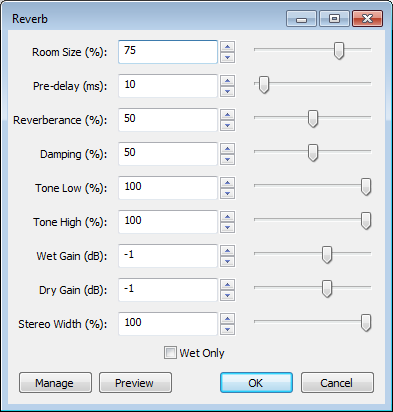 Reverb
Room Size (%): 75
Pre-delay (ms): 10
Reverberance (%): 50
Damping (%): 50
Tone Low (%): 100
Tone High (%): 100
Wet Gain (dB): -1
Dry Gain (dB): -1
Stereo Width (%): 100
Wet Only
Manage Preview OK Cancel